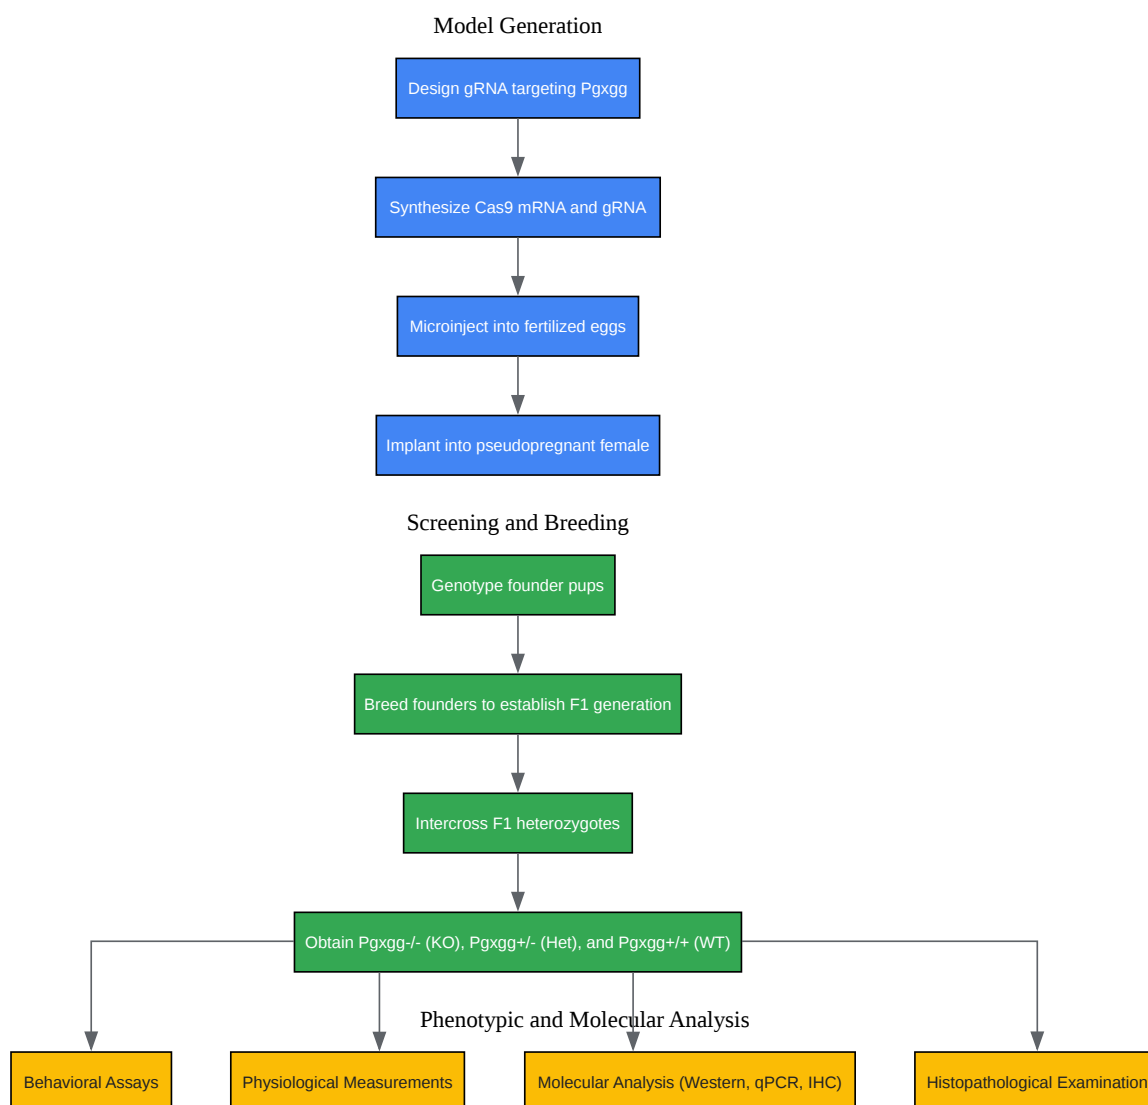 Model Generation
Design gRNA targeting Pgxgg
Synthesize Cas9 mRNA and gRNA
Microinject into fertilized eggs
Implant into pseudopregnant female
Screening and Breeding
Genotype founder pups
Breed founders to establish F1 generation
Intercross F1 heterozygotes
Obtain Pgxgg-/- (KO), Pgxgg+/- (Het), and Pgxgg+/+ (WT)
Phenotypic and Molecular Analysis
Behavioral Assays
Physiological Measurements
Molecular Analysis (Western, qPCR, IHC)
Histopathological Examination